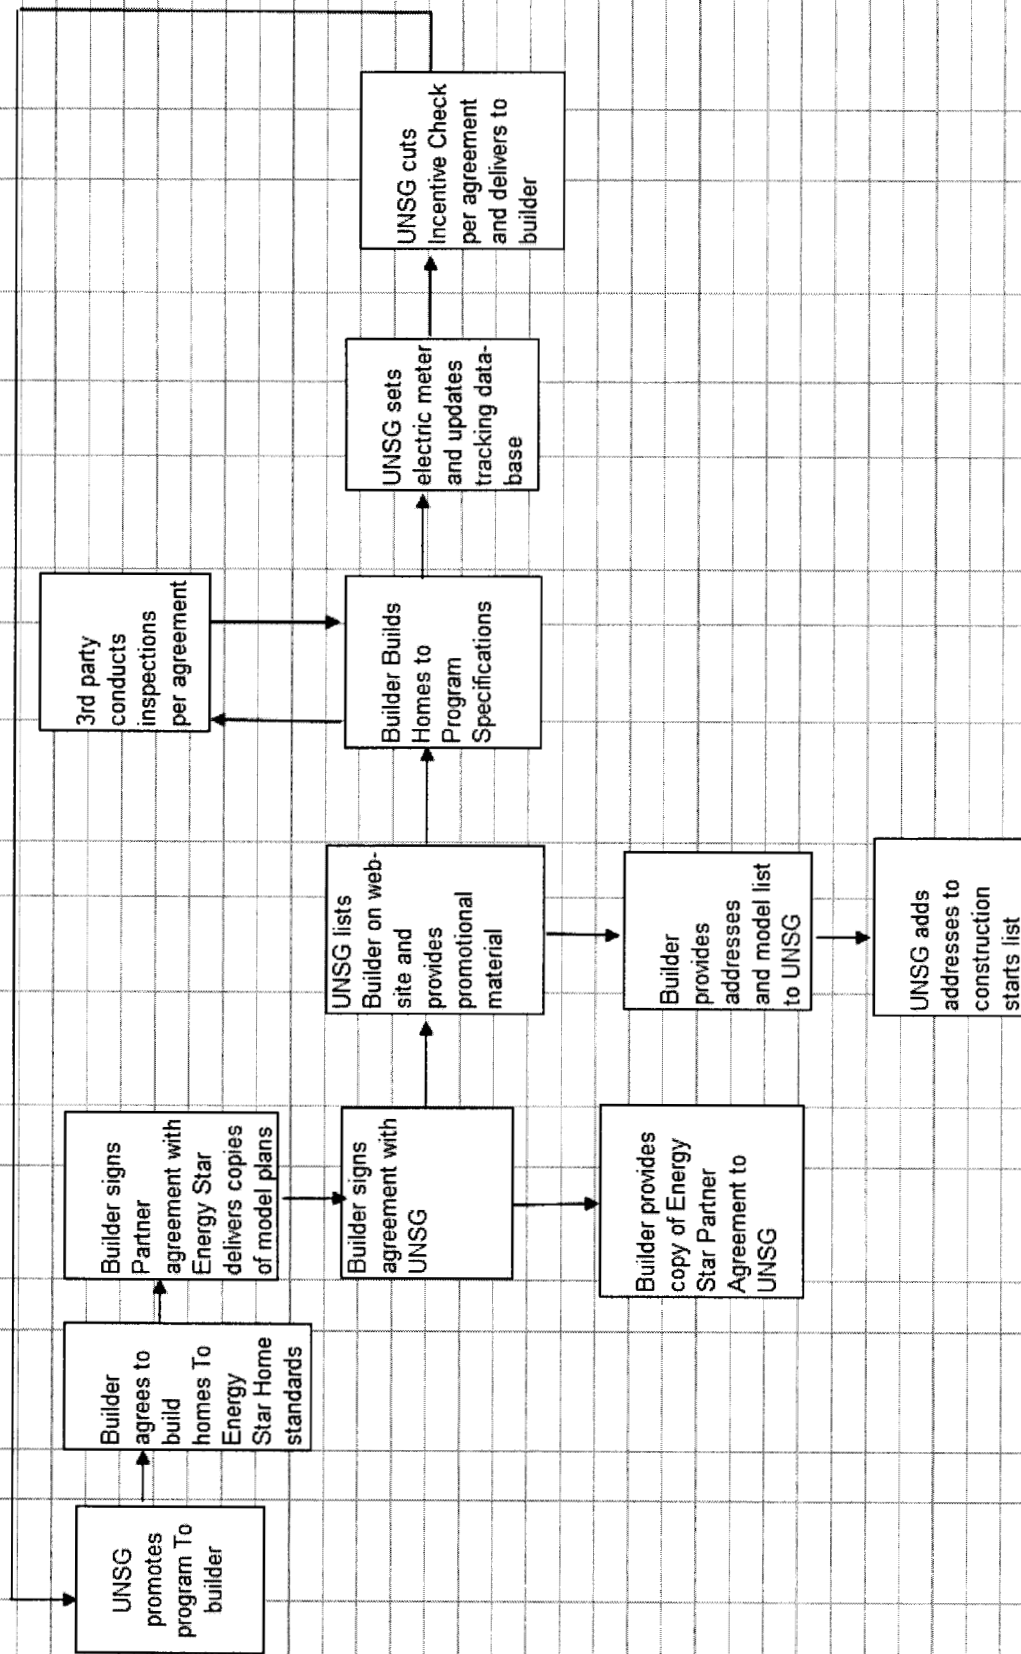 UNSG
promotes
program To
builder
Builder
agrees to
build
homes To
Energy
Star Home
standards
Builder signs
Partner
agreement with
Energy Star
delivers copies
of model plans
Builder signs
agreement with
UNSG
Builder provides
copy of Energy
Star Partner
Agreement to
UNSG
UNSG lists
Builder on web-
site and
provides
promotional
material
Builder
provides
addresses
and model list
to UNSG
UNSG adds
addresses to
construction
starts list
Builder Builds
Homes to
Program
Specifications
3rd party
conducts
inspections
per agreement
UNSG sets
electric meter
and updates
tracking data-
base
UNSG cuts
Incentive Check
per agreement
and delivers to
builder